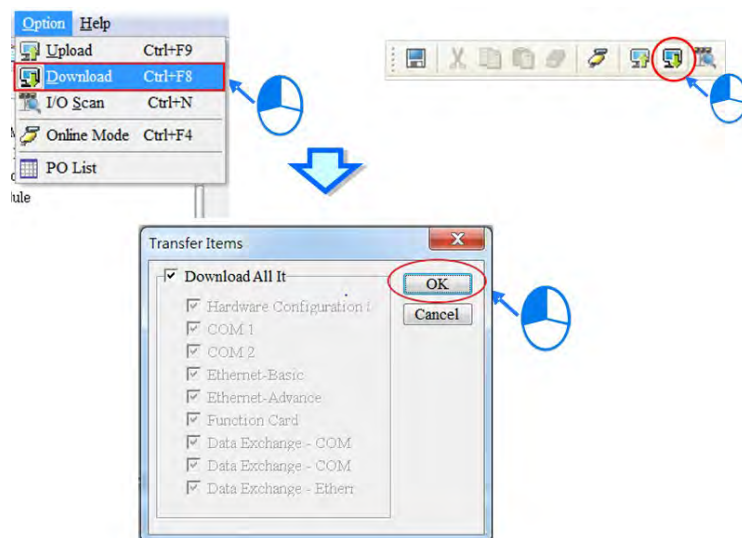 Option Help
Upload Ctrl+F9
Download Ctrl+F8
I/O Scan Ctrl+N
Online Mode Ctrl+F4
PO List
lule
Transfer Items
Download All It
OK
Cancel
Hardware Configuration
COM 1
COM 2
Ethernet-Basic
Ethernet-Advance
Function Card
Data Exchange - COM
Data Exchange - COM
Data Exchange - Ether